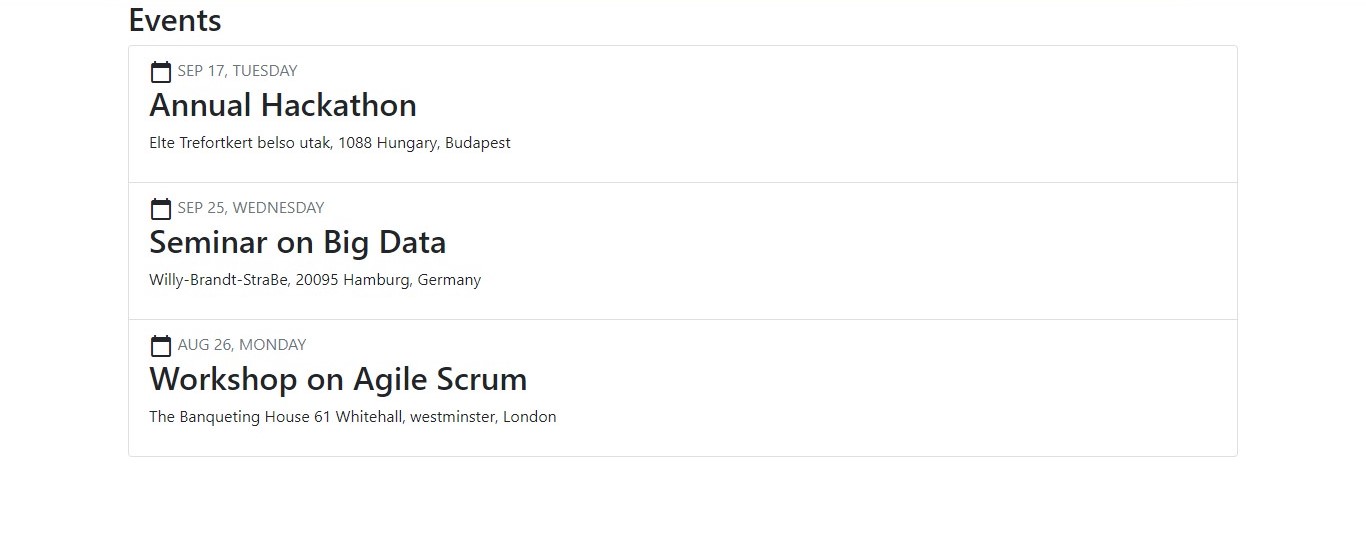 Events
SEP 17, TUESDAY
Annual Hackathon
Elte Trefortkert belso utak, 1088 Hungary, Budapest
SEP 25, WEDNESDAY
Seminar on Big Data
Willy-Brandt-StraBe, 20095 Hamburg, Germany
AUG 26, MONDAY
Workshop on Agile Scrum
The Banqueting House 61 Whitehall, westminster, London